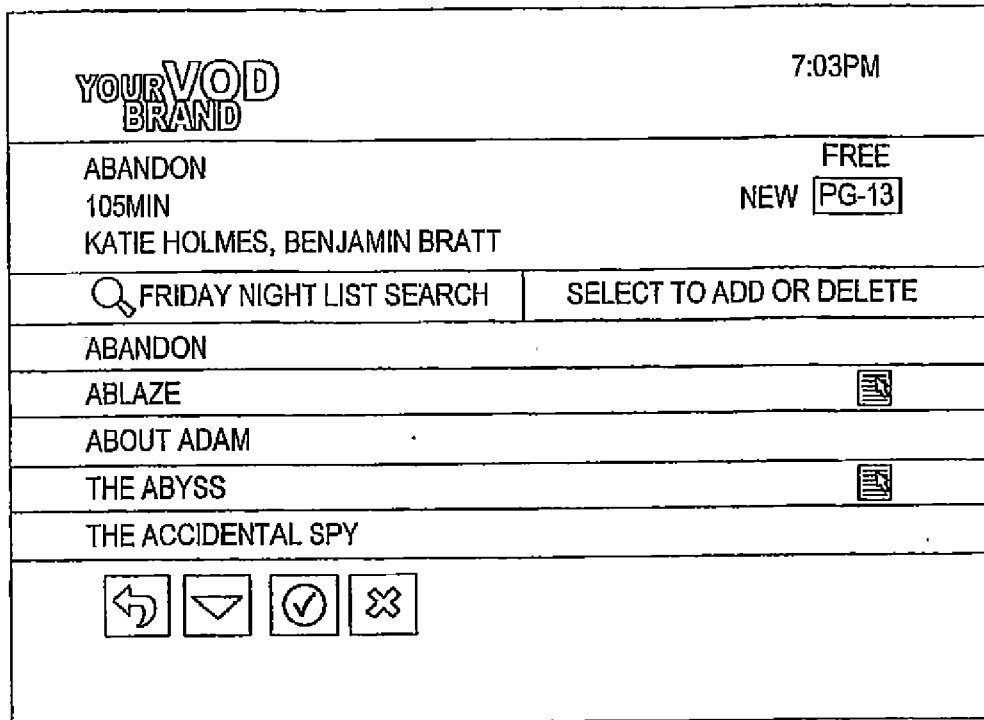 YOUR VOD
BRAND
7:03PM
ABANDON
FREE
105MIN
NEW PG-13
KATIE HOLMES, BENJAMIN BRATT
FRIDAY NIGHT LIST SEARCH
SELECT TO ADD OR DELETE
ABANDON
ABLAZE
ABOUT ADAM
THE ABYSS
THE ACCIDENTAL SPY